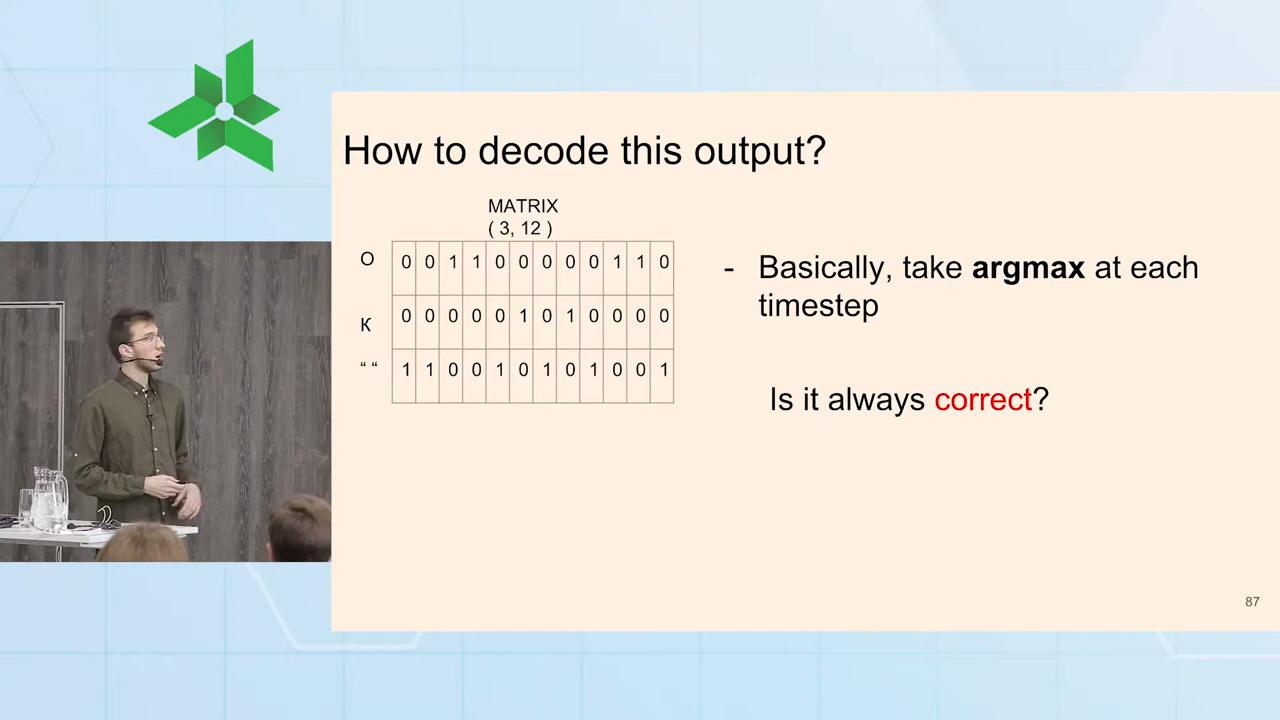 How to decode this output?
MATRIX
( 3, 12 )
O 0 0 1 1 0 0 0 0 0 1 1 0
K 0 0 0 0 0 1 0 1 0 0 0 0
“ “ 1 1 0 0 1 0 1 0 1 0 0 1
- Basically, take argmax at each
timestep
Is it always correct?
87